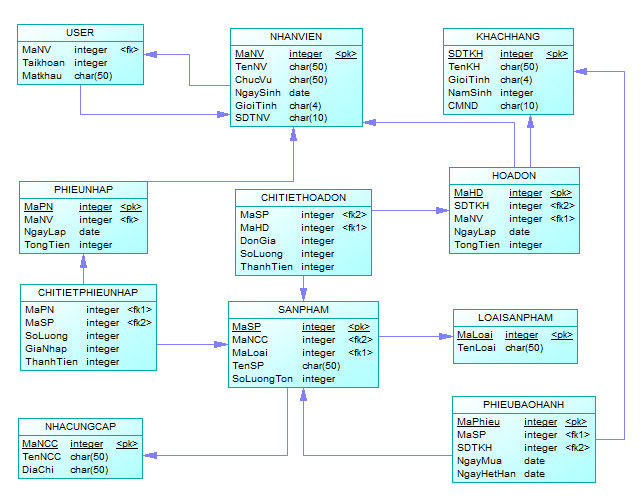 USER
MaNV integer <fk>
Taikhoan integer
Matkhau char(50)
NHANVIEN
MaNV integer <pk>
TenNV char(50)
ChucVu char(50)
NgaySinh date
GioiTinh char(4)
SDTNV char(10)
KHACHHANG
SDTKH integer <pk>
TenKH char(50)
GioiTinh char(4)
NamSinh integer
CMND char(10)
PHIEUNHAP
MaPN integer <pk>
MaNV integer <fk>
NgayLap date
TongTien integer
CHITIETHOADON
MaSP integer <fk2>
MaHD integer <fk1>
DonGia integer
SoLuong integer
ThanhTien integer
HOADON
MaHD integer <pk>
SDTKH integer <fk2>
MaNV integer <fk1>
NgayLap date
TongTien integer
CHITIETPHIEUNHAP
MaPN integer <fk1>
MaSP integer <fk2>
SoLuong integer
GiaNhap integer
ThanhTien integer
SANPHAM
MaSP integer <pk>
MaNCC integer <fk2>
MaLoai integer <fk1>
TenSP char(50)
SoLuongTon integer
LOAISANPHAM
MaLoai integer <pk>
TenLoai char(50)
NHACUNGCAP
MaNCC integer <pk>
TenNCC char(50)
DiaChi char(50)
PHIEUBAOHANH
MaPhieu integer <pk>
MaSP integer <fk1>
SDTKH integer <fk2>
NgayMua date
NgayHetHan date